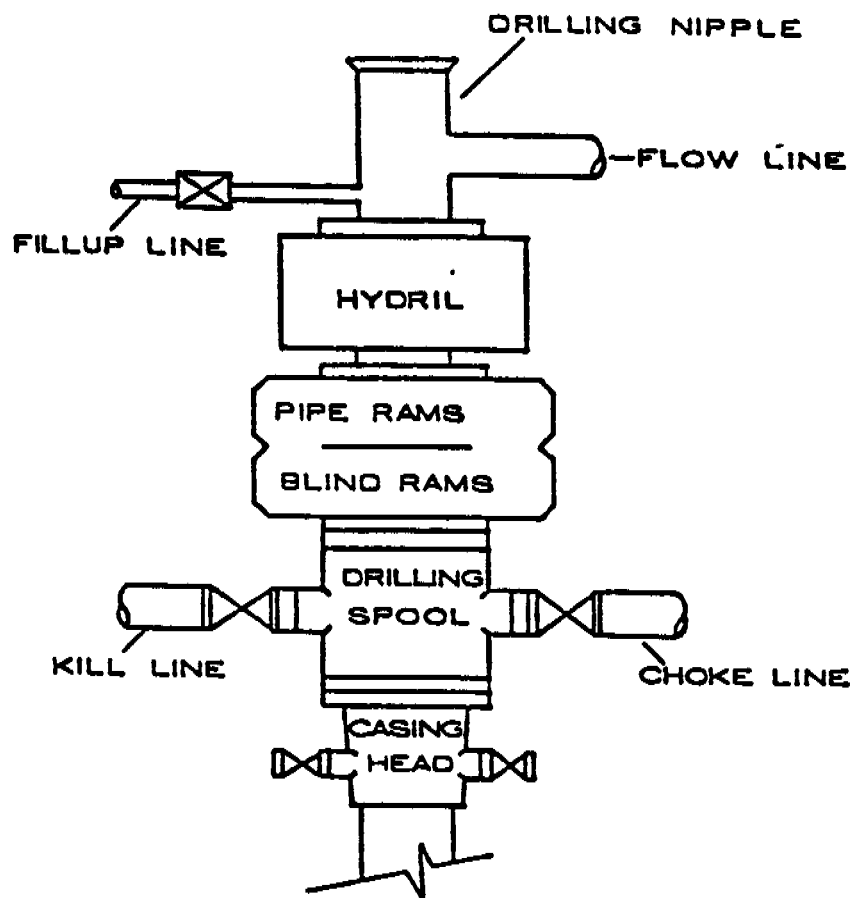 DRILLING NIPPLE
FLOW LINE
FILLUP LINE
HYDRIL
PIPE RAMS
BLIND RAMS
DRILLING
SPOOL
KILL LINE
CHOKE LINE
CASING
HEAD